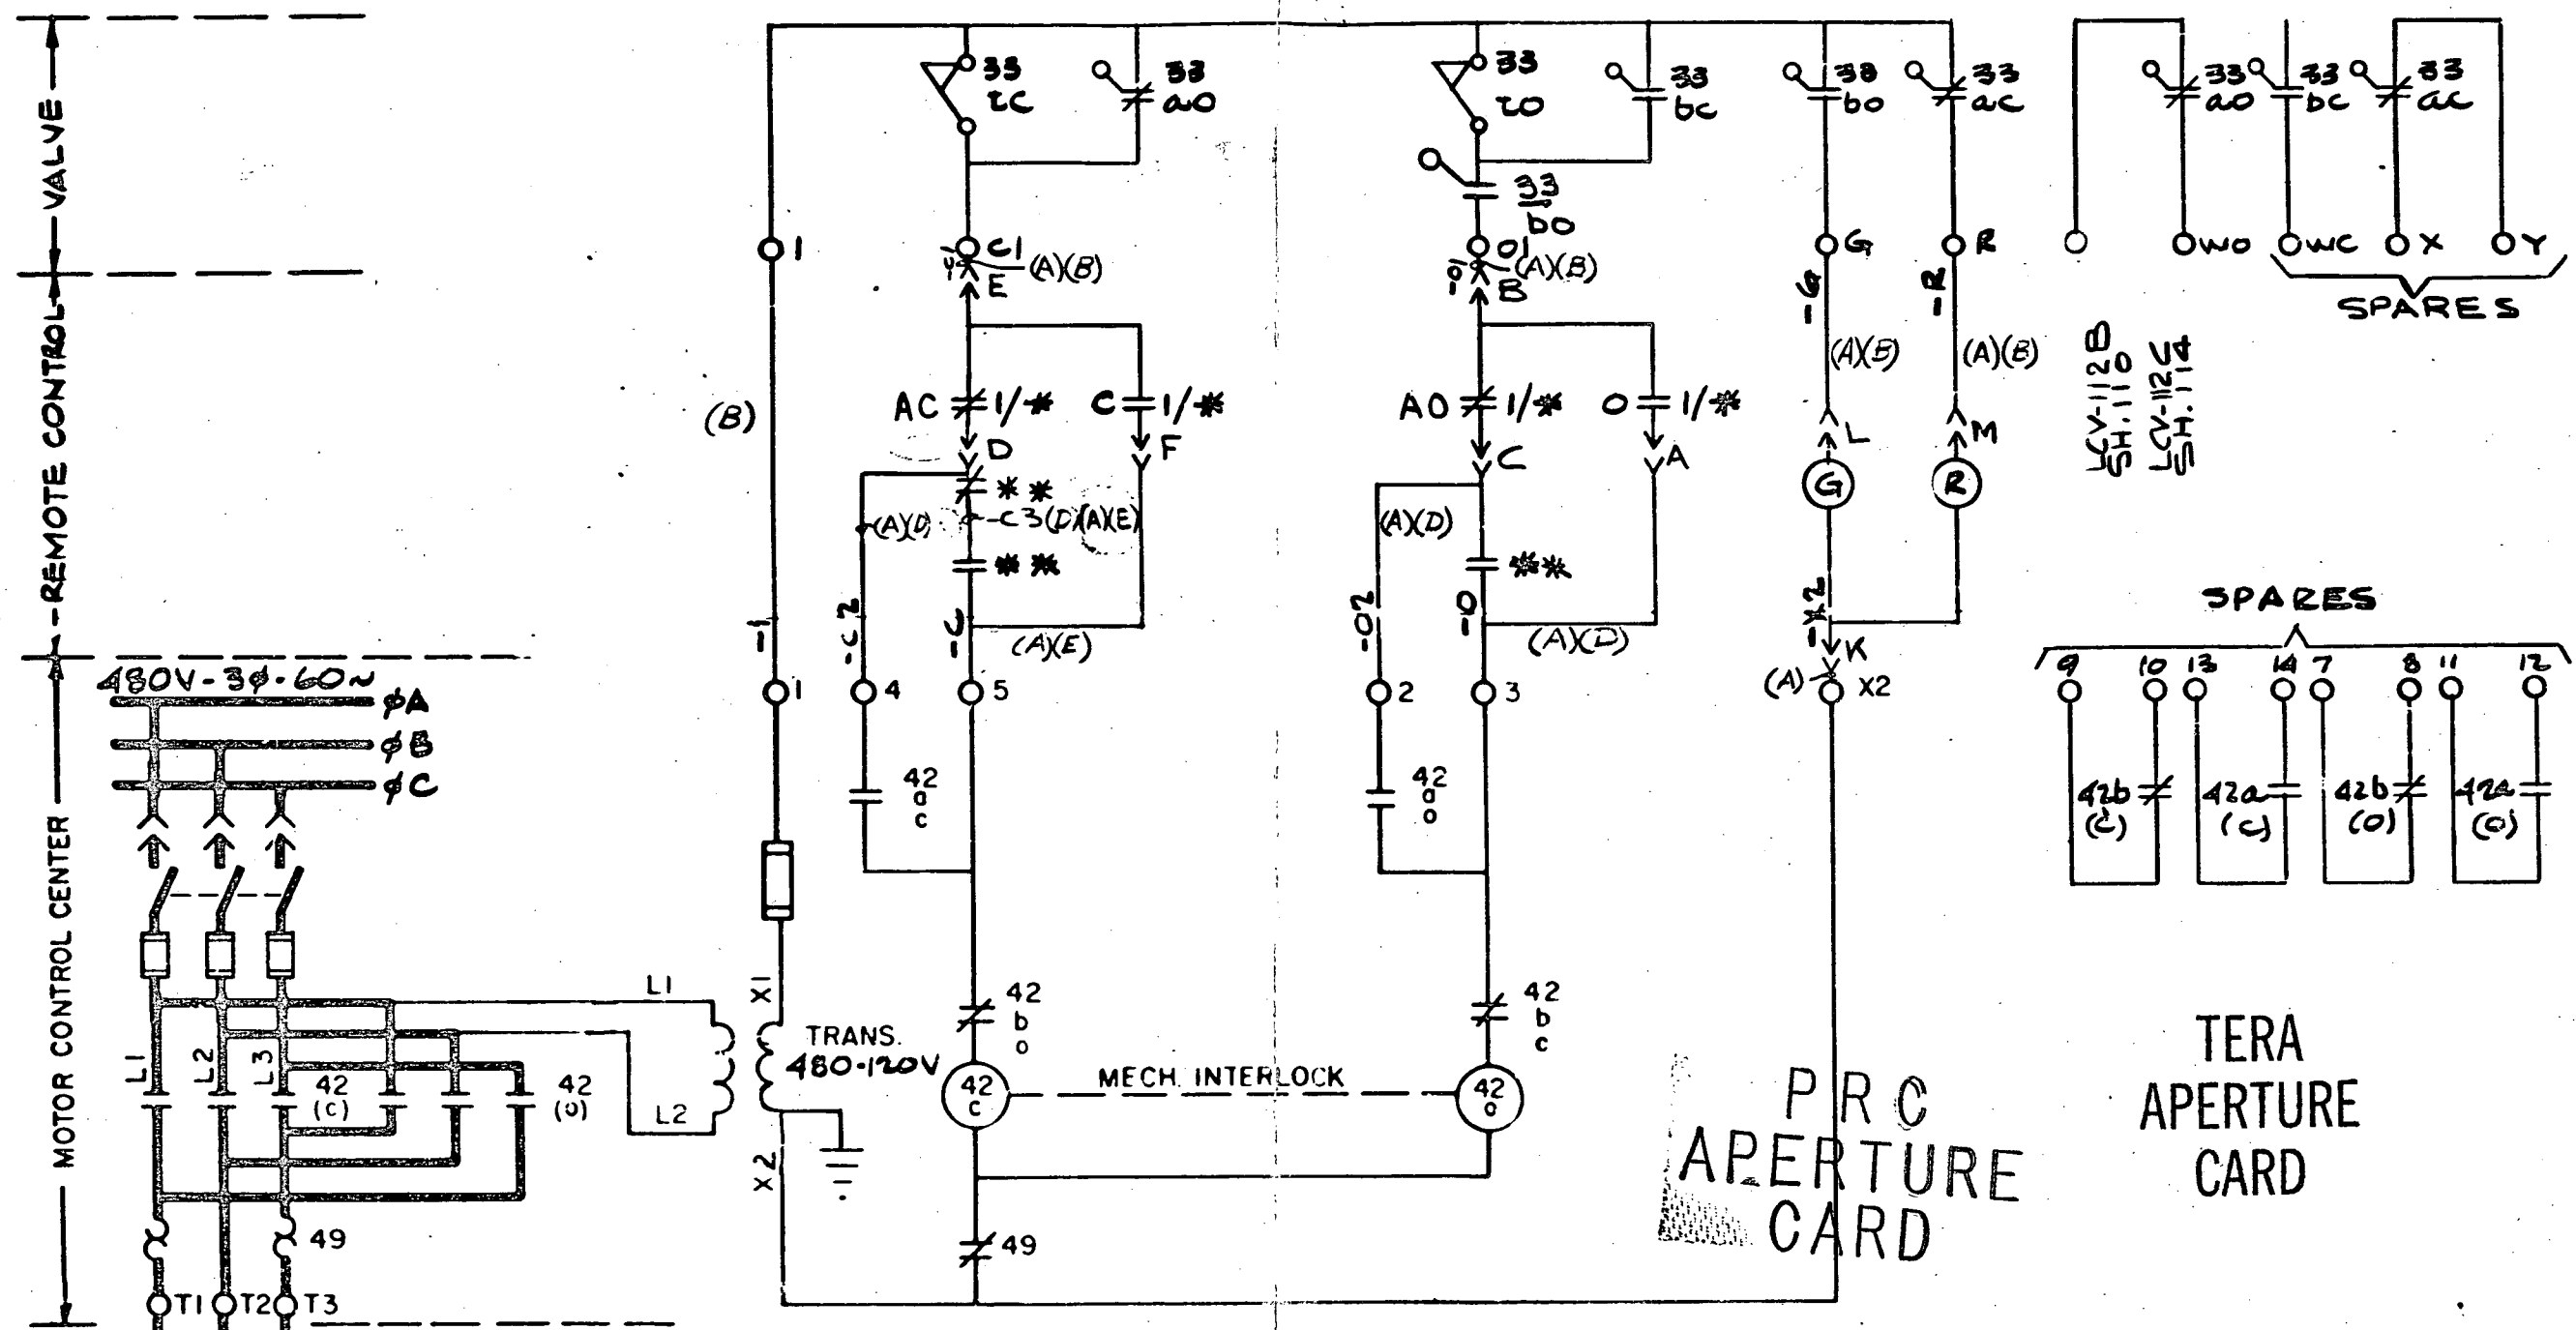 VALVE
REMOTE CONTROL
MOTOR CONTROL CENTER
33
tc
33
ao
33
to
33
bc
33
bo
33
bo
33
ac
33
ao
33
bc
33
ac
1
C1
(A)(B)
E
O1
(A)(B)
B
G
R
WO
WC
X
Y
SPARES
-G
-R
(A)(B)
(A)(B)
LCV-112B
SH.110
LCV-112C
SH.114
(B)
AC
1/*
C
1/*
AO
1/*
O
1/*
D
F
C
A
L
M
G
R
**
-C3(D)(A)(E)
(A)(D)
(A)(D)
**
**
-1
-C2
-C
(A)(E)
-O2
-O
(A)(D)
-X2
K
(A)
X2
1
4
5
2
3
SPARES
9
10
13
14
7
8
11
12
42b
(C)
42a
(C)
42b
(O)
42a
(O)
480V-3φ-60~
φA
φB
φC
42
a
c
42
a
o
L1
L2
X1
X2
TRANS.
480-120V
42
b
o
42
b
c
42
c
MECH. INTERLOCK
42
o
L1
L2
L3
42
(C)
42
(O)
49
49
T1
T2
T3
PRC
APERTURE
CARD
TERA
APERTURE
CARD